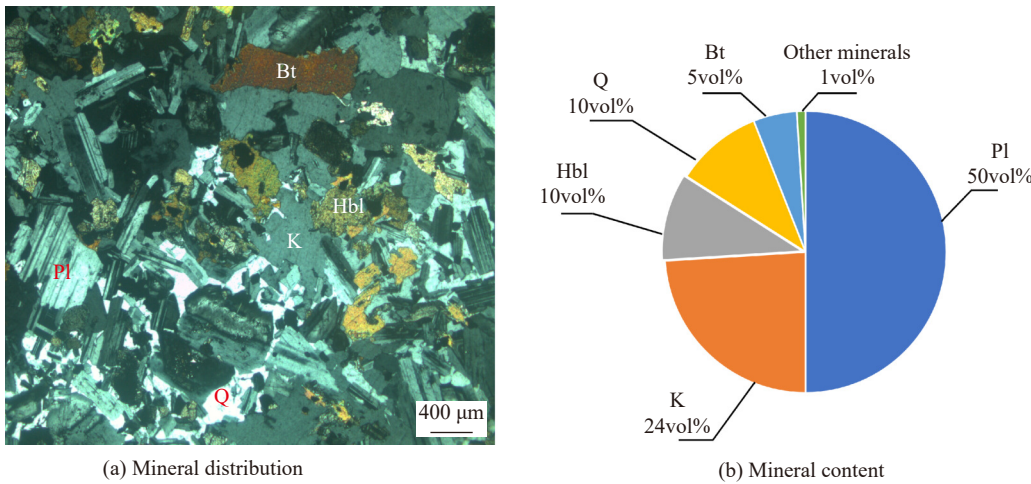 Bt
Hbl
K
Pl
Q
400 μm
(a) Mineral distribution
Other minerals
1vol%
Bt
5vol%
Q
10vol%
Hbl
10vol%
Pl
50vol%
K
24vol%
(b) Mineral content